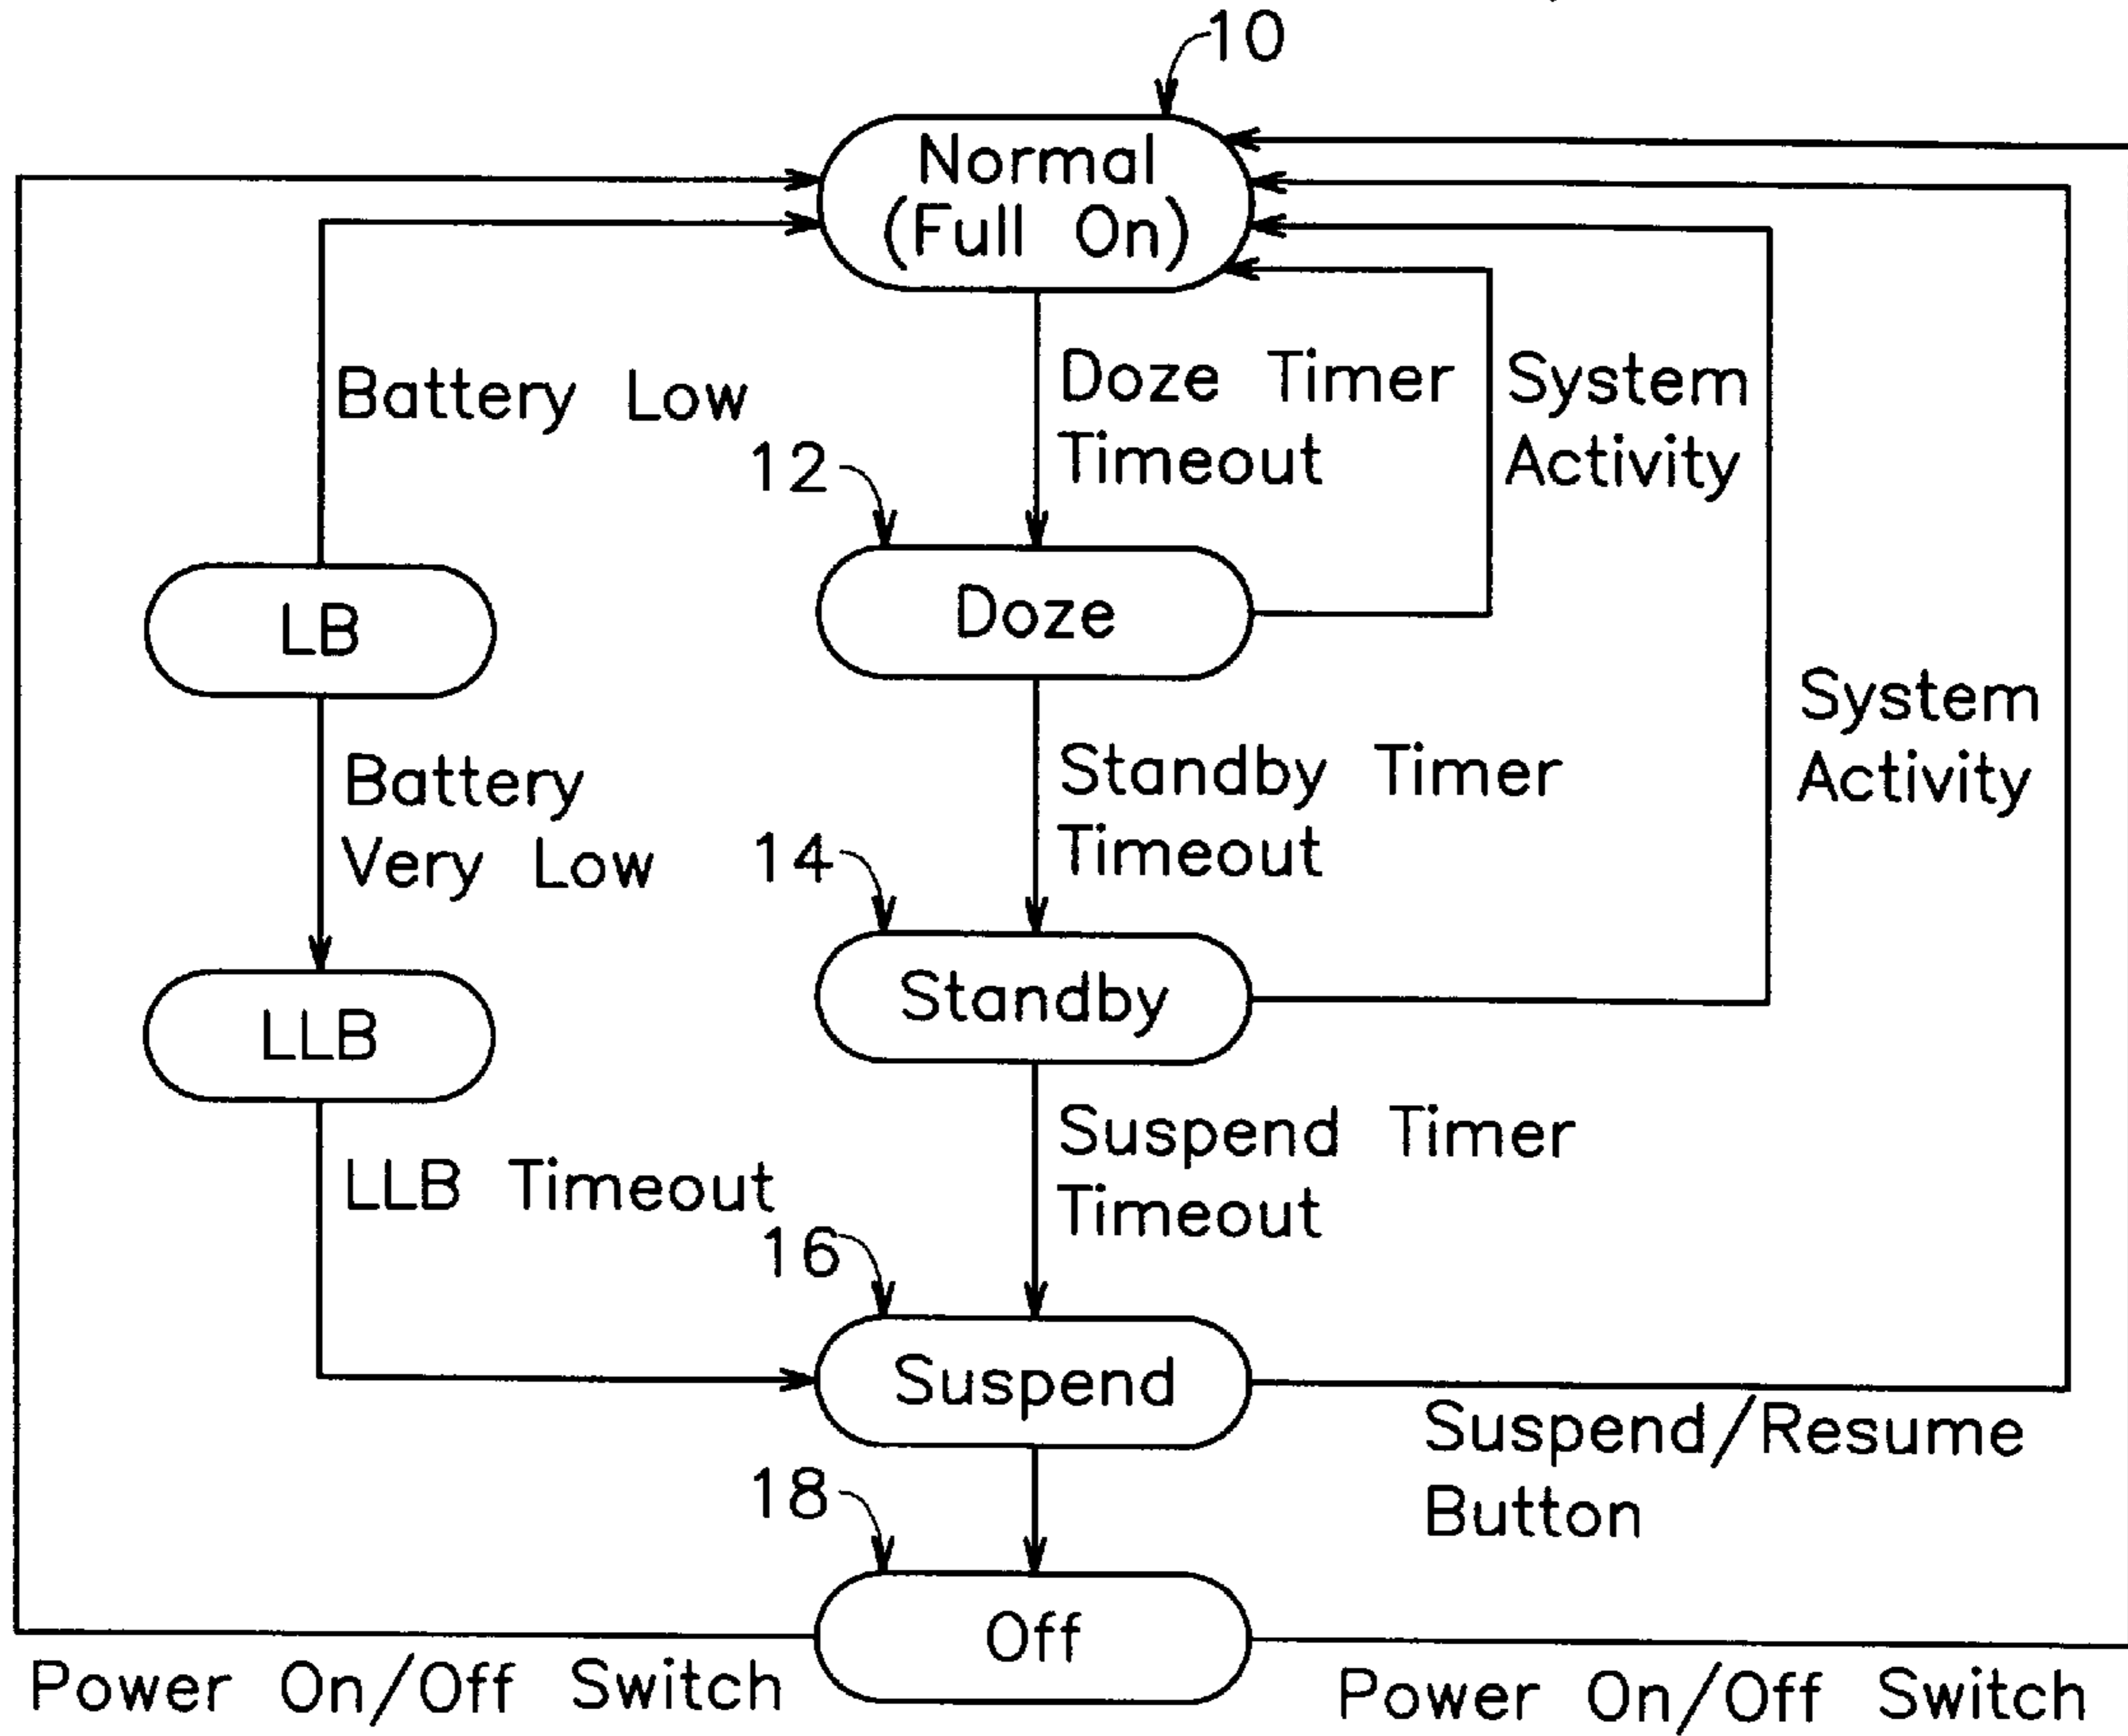 10
Normal
(Full On)
Battery Low
Doze Timer
Timeout
System
Activity
12
LB
Doze
Battery
Very Low
Standby Timer
Timeout
System
Activity
14
LLB
Standby
LLB Timeout
Suspend Timer
Timeout
16
Suspend
Suspend/Resume
Button
18
Off
Power On/Off Switch
Power On/Off Switch